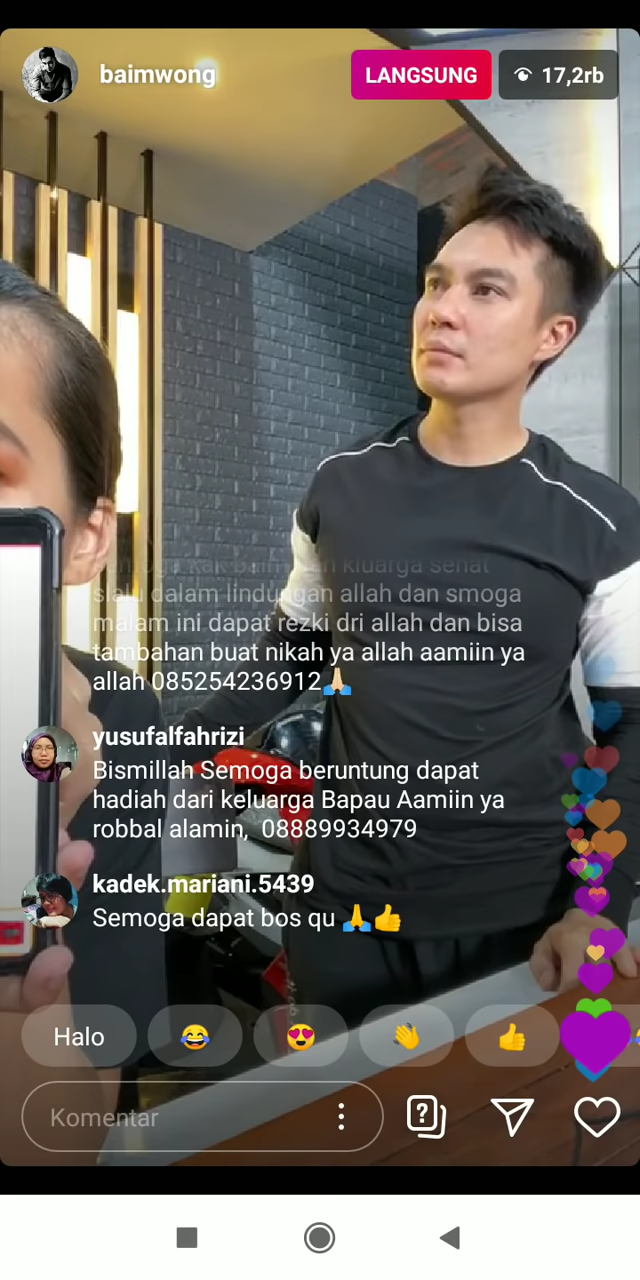 baimwong
LANGSUNG
17,2rb
kluarga sehat
slalu dalam lindungan allah dan smoga
malam ini dapat rezki dri allah dan bisa
tambahan buat nikah ya allah aamiin ya
allah 085254236912🙏🏻
yusufalfahrizi
Bismillah Semoga beruntung dapat
hadiah dari keluarga Bapau Aamiin ya
robbal alamin, 08889934979
kadek.mariani.5439
Semoga dapat bos qu 🙏👍
Halo 😂 😍 👋 👍
Komentar